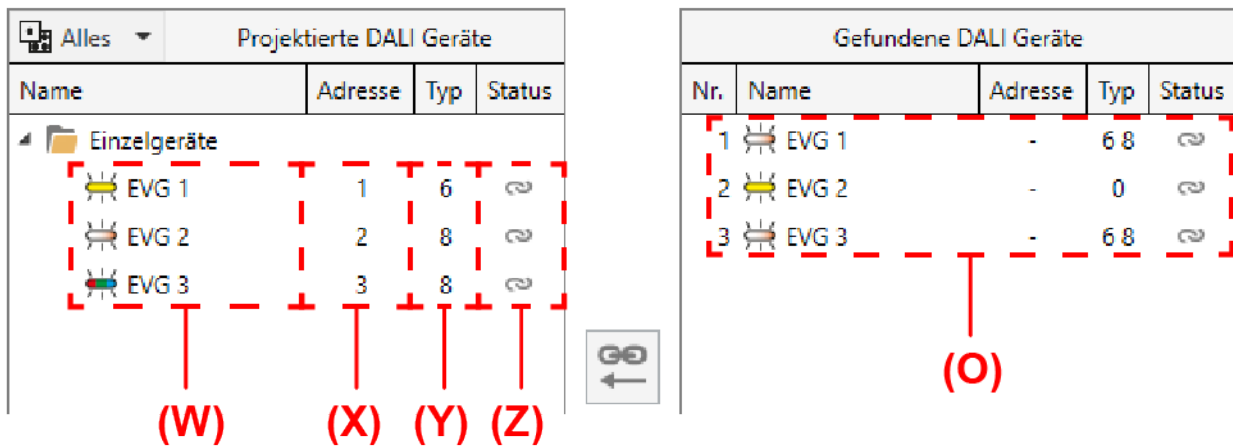 Alles Projektierte DALI Geräte
Name Adresse Typ Status
Einzelgeräte
EVG 1 1 6
EVG 2 2 8
EVG 3 3 8
(W) (X) (Y) (Z)
Gefundene DALI Geräte
Nr. Name Adresse Typ Status
1 EVG 1 - 6 8
2 EVG 2 - 0
3 EVG 3 - 6 8
(O)